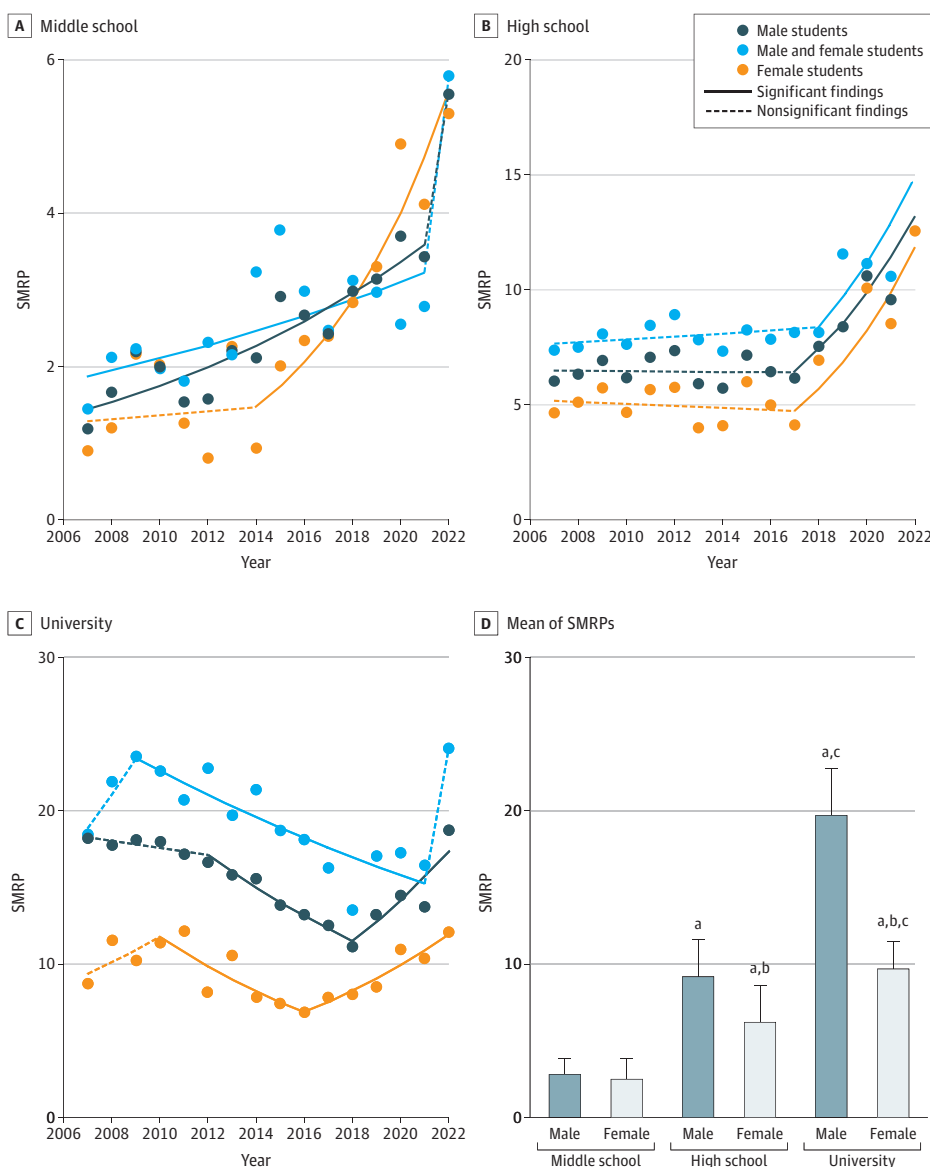 A Middle school
6
4
2
0
SMRP
2006 2008 2010 2012 2014 2016 2018 2020 2022
Year
B High school
20
15
10
5
0
SMRP
2006 2008 2010 2012 2014 2016 2018 2020 2022
Year
Male students
Male and female students
Female students
Significant findings
Nonsignificant findings
C University
30
20
10
0
SMRP
2006 2008 2010 2012 2014 2016 2018 2020 2022
Year
D Mean of SMRPs
30
20
10
0
SMRP
a
a,b
a,c
a,b,c
Male Female Male Female Male Female
Middle school High school University